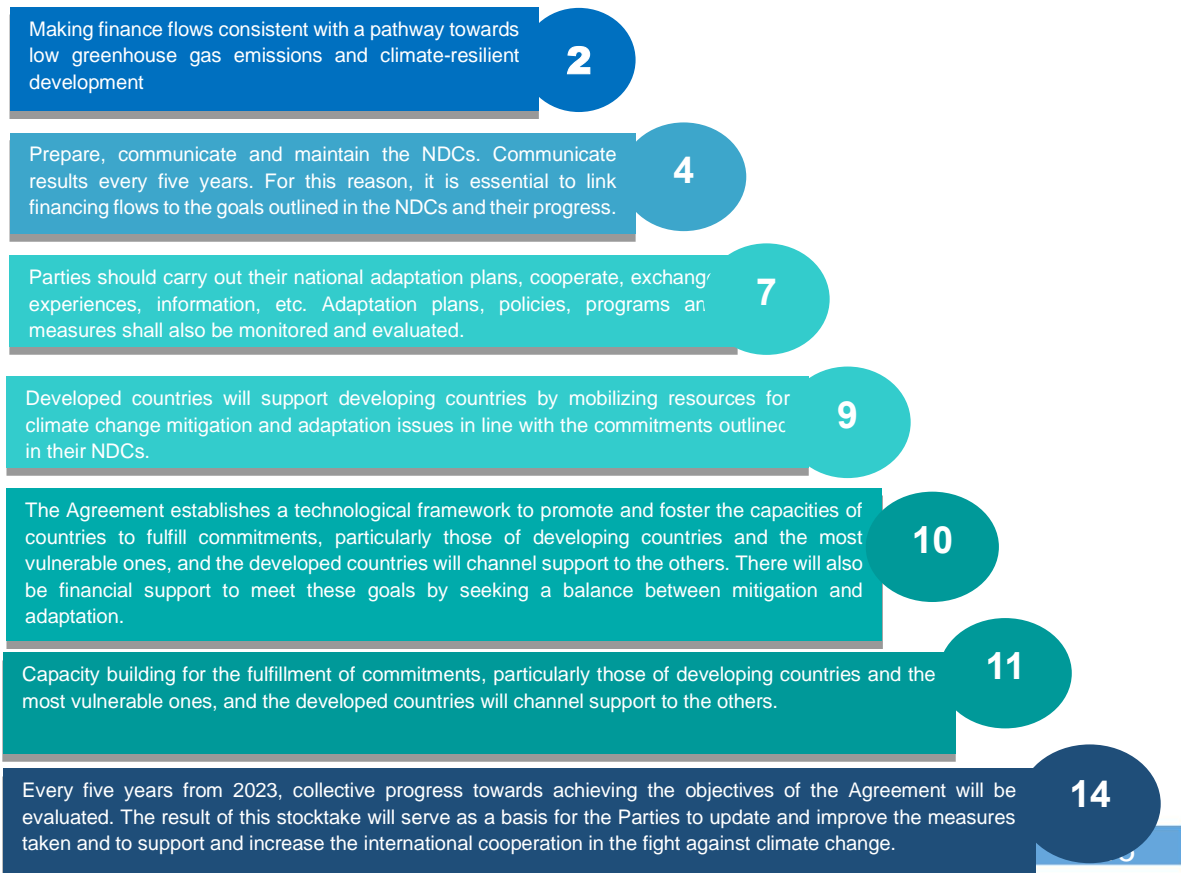 Making finance flows consistent with a pathway towards
low greenhouse gas emissions and climate-resilient
development
2
Prepare, communicate and maintain the NDCs. Communicate
results every five years. For this reason, it is essential to link
financing flows to the goals outlined in the NDCs and their progress.
4
Parties should carry out their national adaptation plans, cooperate, exchang
experiences, information, etc. Adaptation plans, policies, programs an
measures shall also be monitored and evaluated.
7
Developed countries will support developing countries by mobilizing resources for
climate change mitigation and adaptation issues in line with the commitments outlined
in their NDCs.
9
The Agreement establishes a technological framework to promote and foster the capacities of
countries to fulfill commitments, particularly those of developing countries and the most
vulnerable ones, and the developed countries will channel support to the others. There will also
be financial support to meet these goals by seeking a balance between mitigation and
adaptation.
10
Capacity building for the fulfillment of commitments, particularly those of developing countries and the
most vulnerable ones, and the developed countries will channel support to the others.
11
Every five years from 2023, collective progress towards achieving the objectives of the Agreement will be
evaluated. The result of this stocktake will serve as a basis for the Parties to update and improve the measures
taken and to support and increase the international cooperation in the fight against climate change.
14